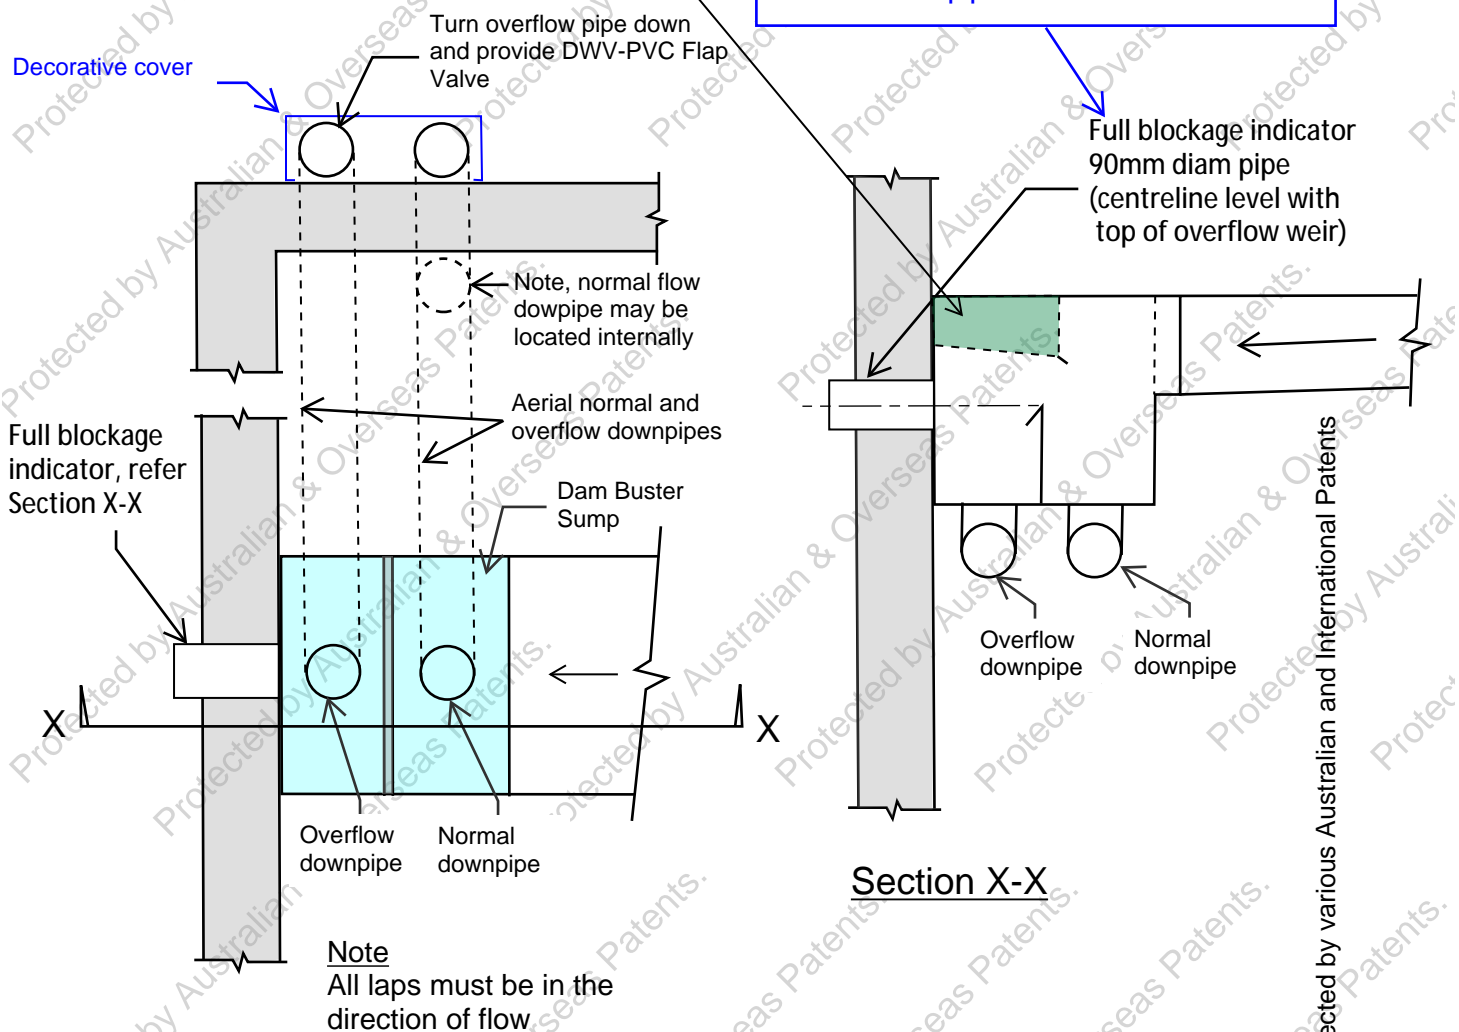 Turn overflow pipe down
and provide DWV-PVC Flap
Valve
Decorative cover
Note, normal flow
dowpipe may be
located internally
Aerial normal and
overflow downpipes
Full blockage
indicator, refer
Section X-X
Dam Buster
Sump
X
X
Overflow
downpipe
Normal
downpipe
Note
All laps must be in the
direction of flow
Full blockage indicator
90mm diam pipe
(centreline level with
top of overflow weir)
Overflow
downpipe
Normal
downpipe
Section X-X
by various Australian and International Patents
Protected by Australian & Overseas Patents.